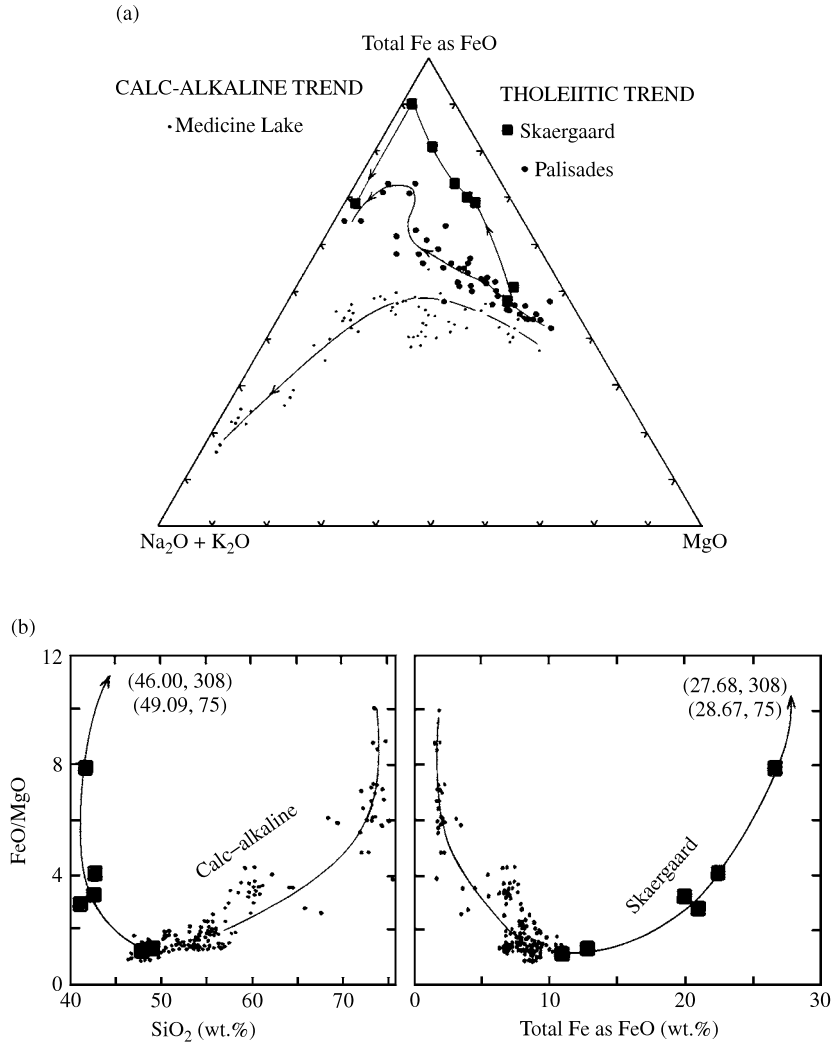 (a)
Total Fe as FeO
CALC-ALKALINE TREND
Medicine Lake
THOLEIITIC TREND
Skaergaard
Palisades
Na₂O + K₂O
MgO
(b)
12
8
4
0
FeO/MgO
(46.00, 308)
(49.09, 75)
Calc–alkaline
40
50
60
70
SiO₂ (wt.%)
(27.68, 308)
(28.67, 75)
Skaergaard
0
10
20
30
Total Fe as FeO (wt.%)